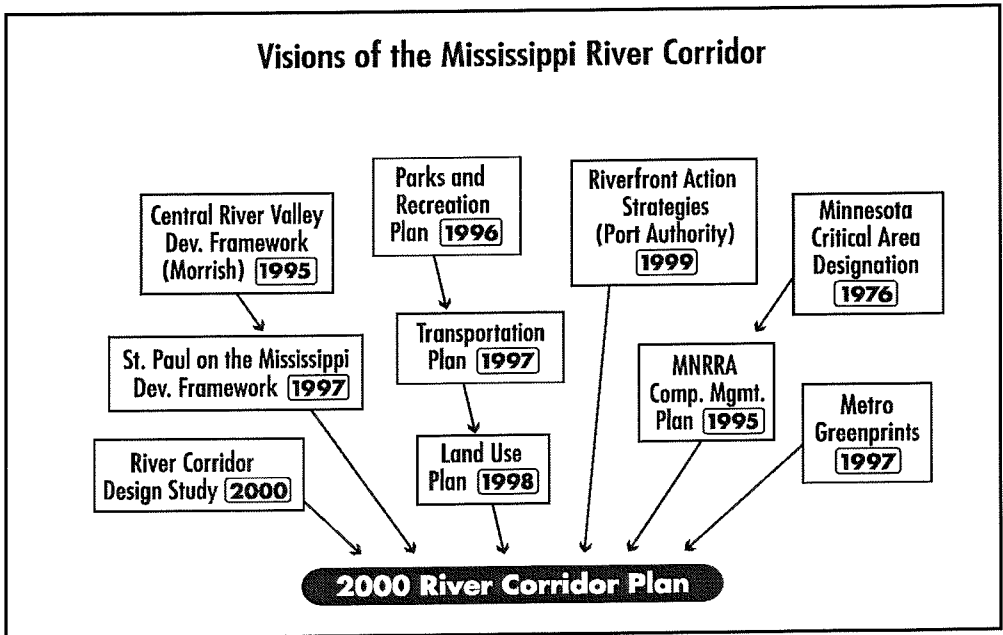 Visions of the Mississippi River Corridor
Central River Valley
Dev. Framework
(Morrish) 1995
Parks and
Recreation
Plan 1996
Riverfront Action
Strategies
(Port Authority)
1999
Minnesota
Critical Area
Designation
1976
St. Paul on the Mississippi
Dev. Framework 1997
Transportation
Plan 1997
MNRRA
Comp. Mgmt.
Plan 1995
Metro
Greenprints
1997
River Corridor
Design Study 2000
Land Use
Plan 1998
2000 River Corridor Plan